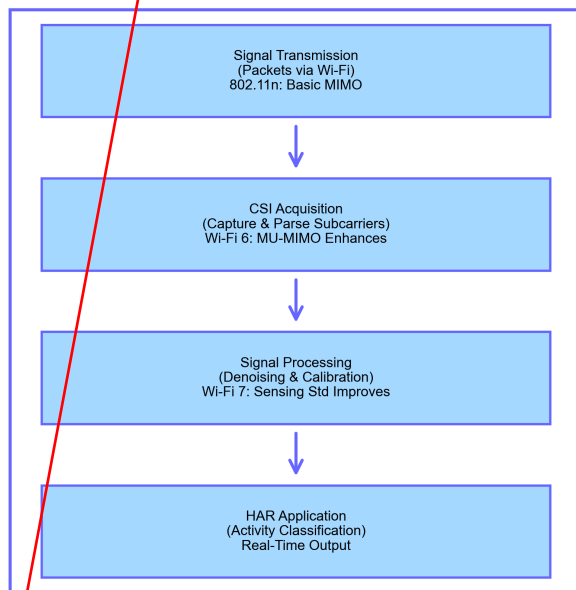 Signal Transmission
(Packets via Wi-Fi)
802.11n: Basic MIMO
CSI Acquisition
(Capture & Parse Subcarriers)
Wi-Fi 6: MU-MIMO Enhances
Signal Processing
(Denoising & Calibration)
Wi-Fi 7: Sensing Std Improves
HAR Application
(Activity Classification)
Real-Time Output